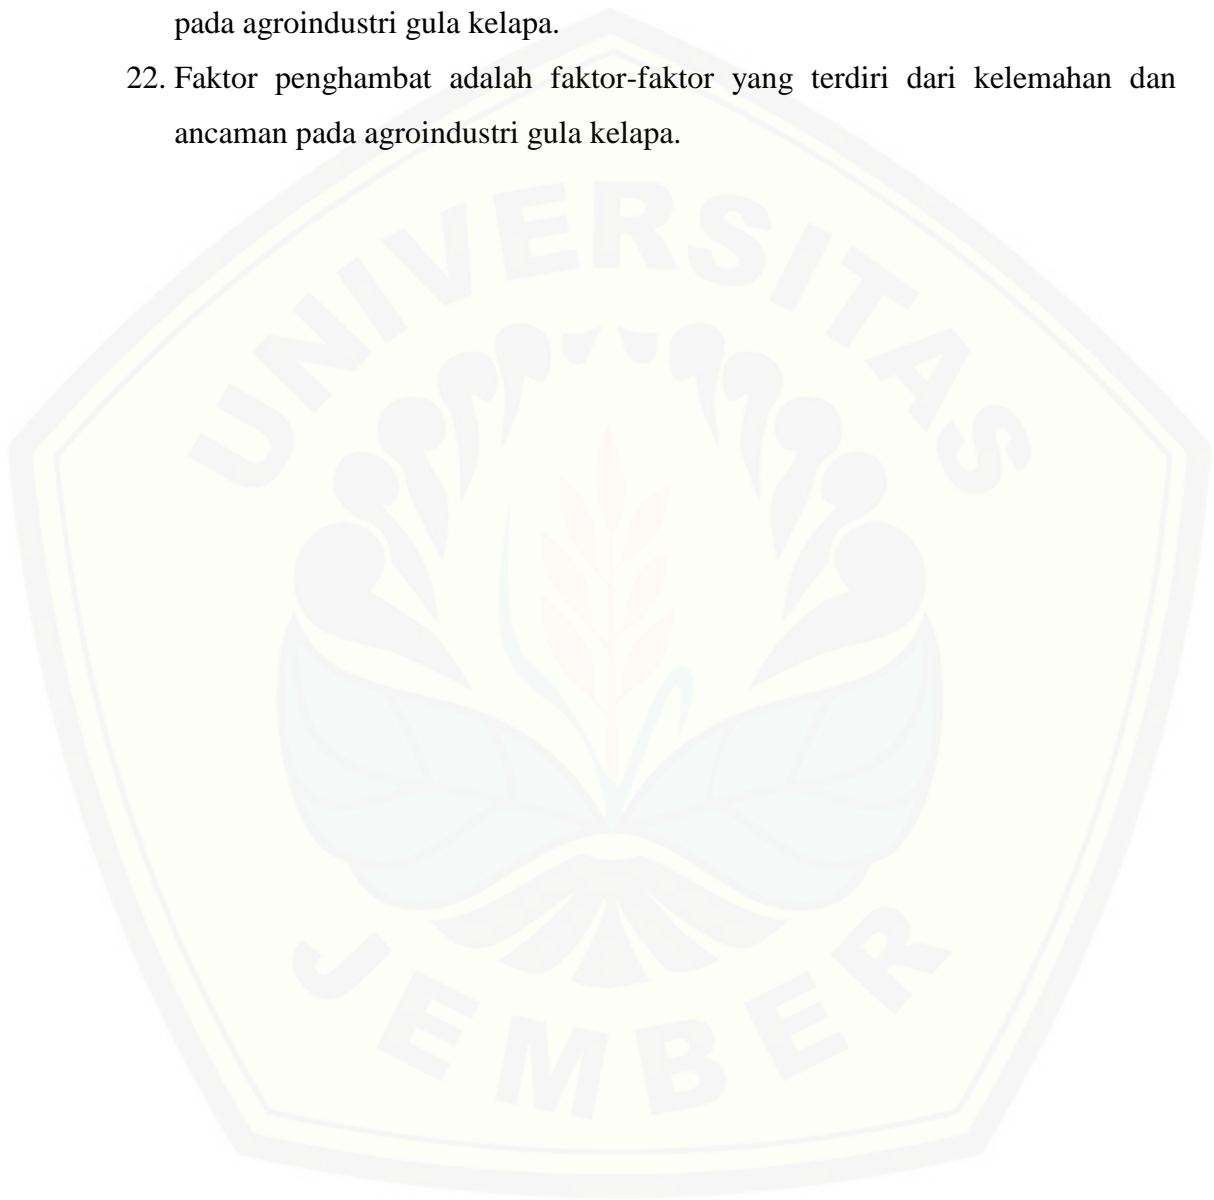 pada agroindustri gula kelapa.
22. Faktor penghambat adalah faktor-faktor yang terdiri dari kelemahan dan
ancaman pada agroindustri gula kelapa.
UNIVERSITAS
JEMBER